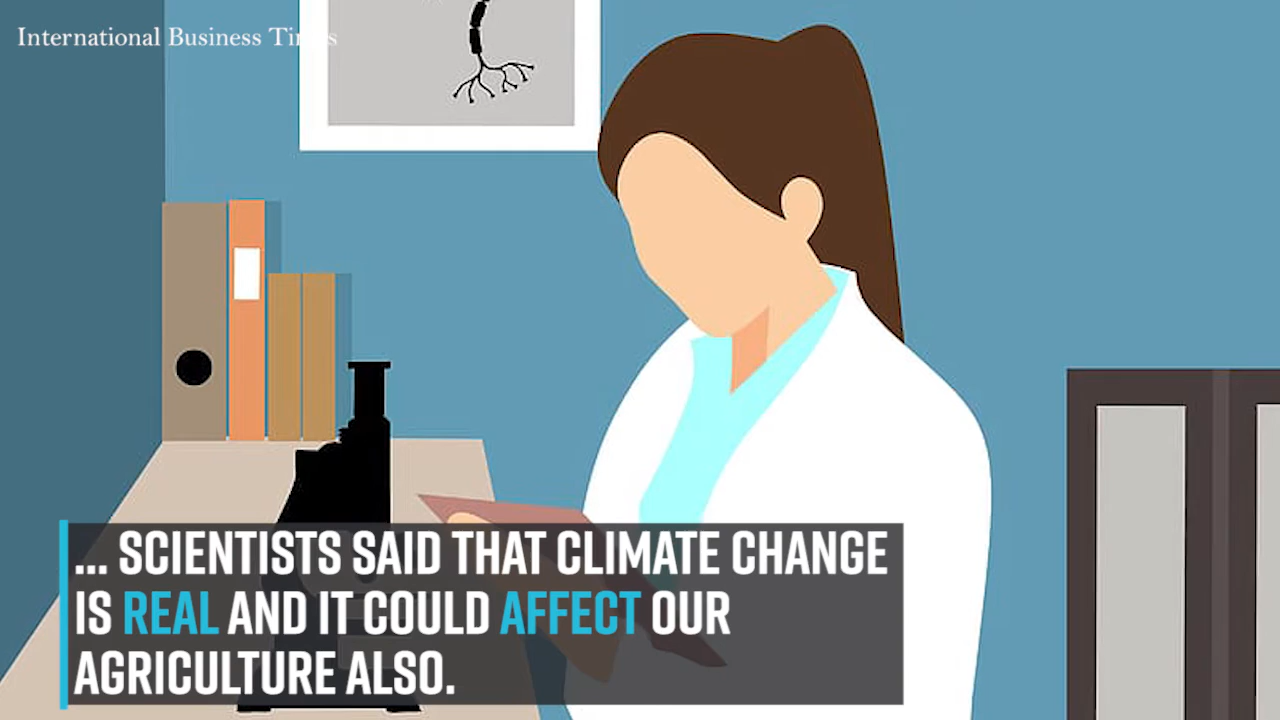 International Business Times
... SCIENTISTS SAID THAT CLIMATE CHANGE
IS REAL AND IT COULD AFFECT OUR
AGRICULTURE ALSO.